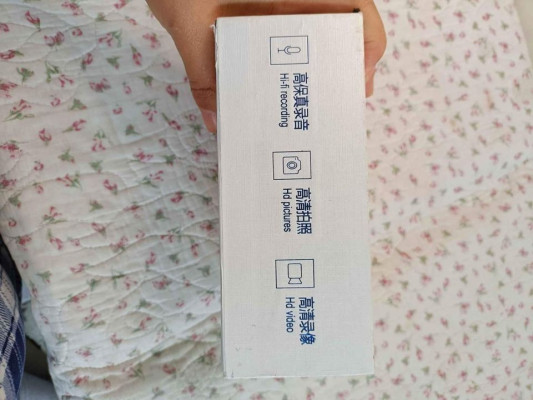 高保真录音
Hi-fi recording
高清拍照
Hd pictures
高清录像
Hd video